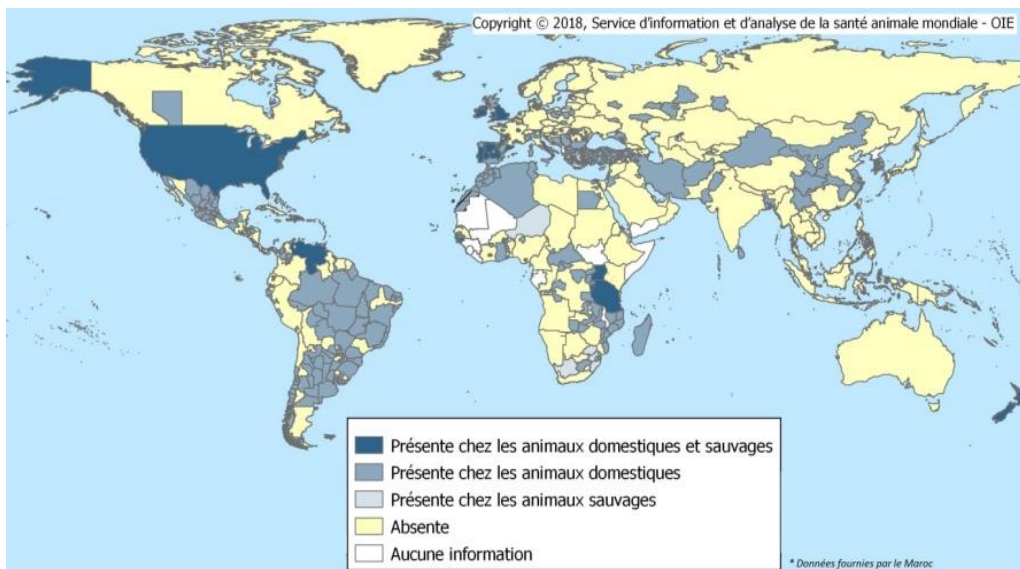 Copyright © 2018, Service d'information et d'analyse de la santé animale mondiale - OIE
Présente chez les animaux domestiques et sauvages
Présente chez les animaux domestiques
Présente chez les animaux sauvages
Absente
Aucune information
* Données fournies par le Maroc